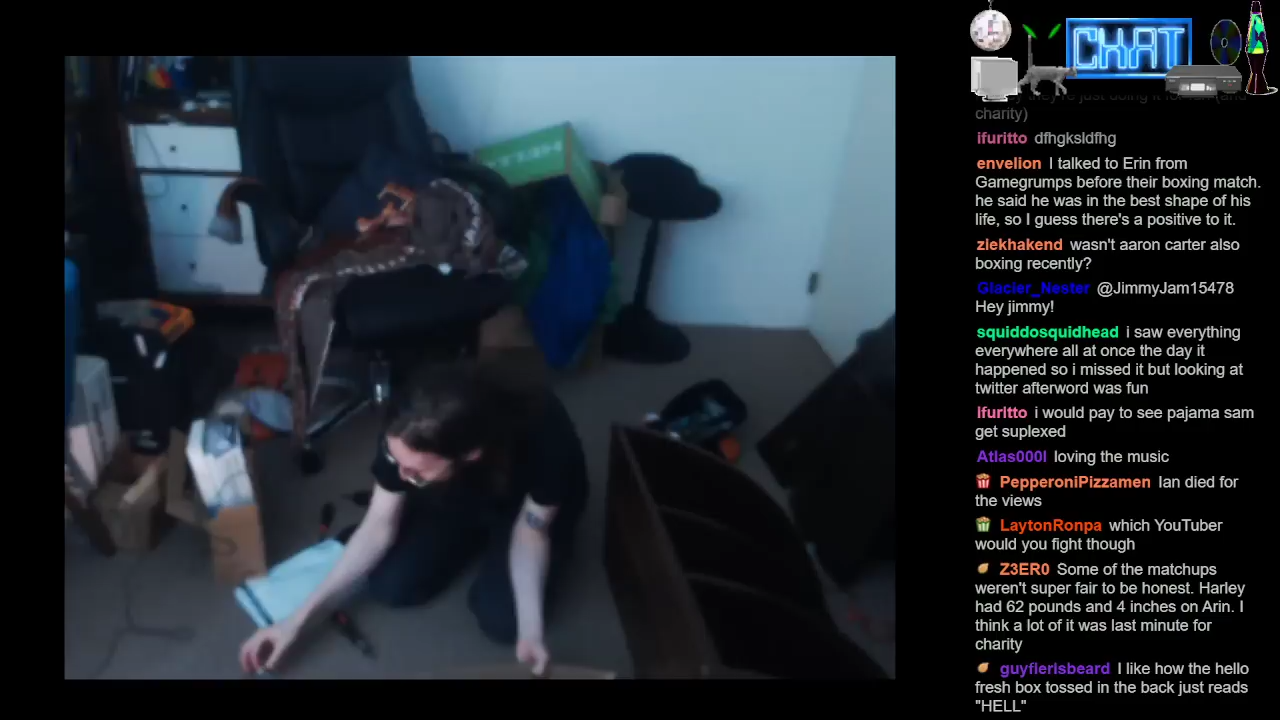 CHAT
charity)
ifuritto dfhgksldfhg
envelion I talked to Erin from
Gamegrumps before their boxing match.
he said he was in the best shape of his
life, so I guess there's a positive to it.
zlekhakend wasn't aaron carter also
boxing recently?
Glacier_Nester @JimmyJam15478
Hey jimmy!
squiddosquidhead i saw everything
everywhere all at once the day it
happened so i missed it but looking at
twitter afterword was fun
ifuritto i would pay to see pajama sam
get suplexed
Atlas000l loving the music
PepperoniPizzamen Ian died for
the views
LaytonRonpa which YouTuber
would you fight though
Z3ER0 Some of the matchups
weren't super fair to be honest. Harley
had 62 pounds and 4 inches on Arin. I
think a lot of it was last minute for
charity
guyflerisbeard I like how the hello
fresh box tossed in the back just reads
"HELL"